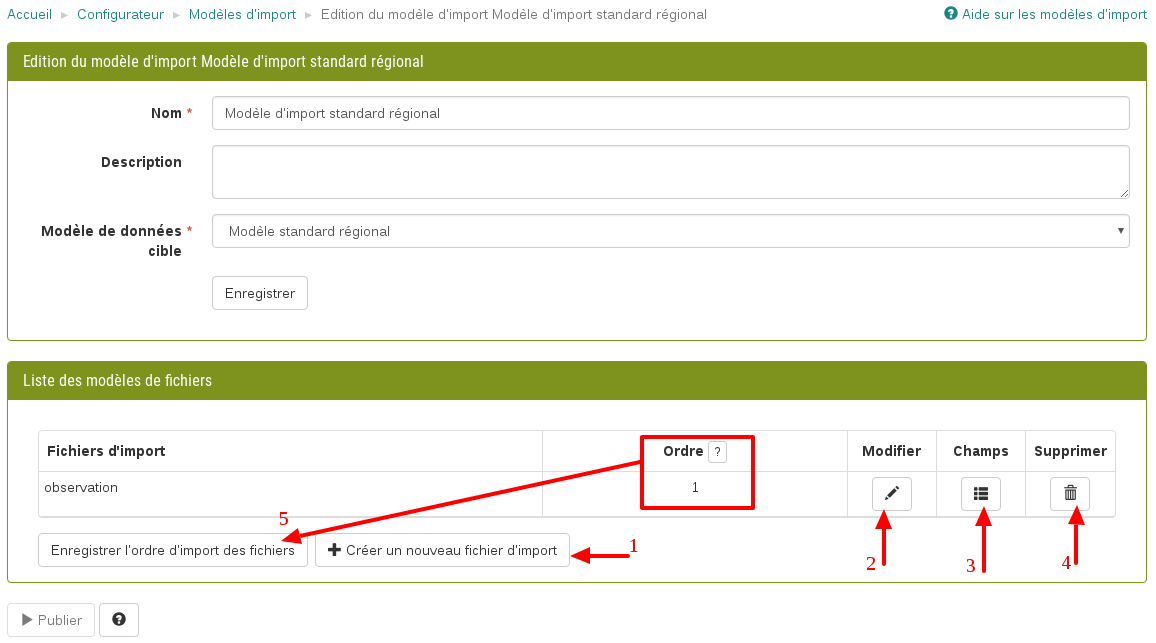 Accueil ► Configurateur ► Modèles d'import ► Edition du modèle d'import Modèle d'import standard régional
? Aide sur les modèles d'import
Edition du modèle d'import Modèle d'import standard régional
Nom * Modèle d'import standard régional
Description
Modèle de données * Modèle standard régional
cible
Enregistrer
Liste des modèles de fichiers
Fichiers d'import Ordre ? Modifier Champs Supprimer
observation 1
5
Enregistrer l'ordre d'import des fichiers + Créer un nouveau fichier d'import 1 2 3 4
Publier ?